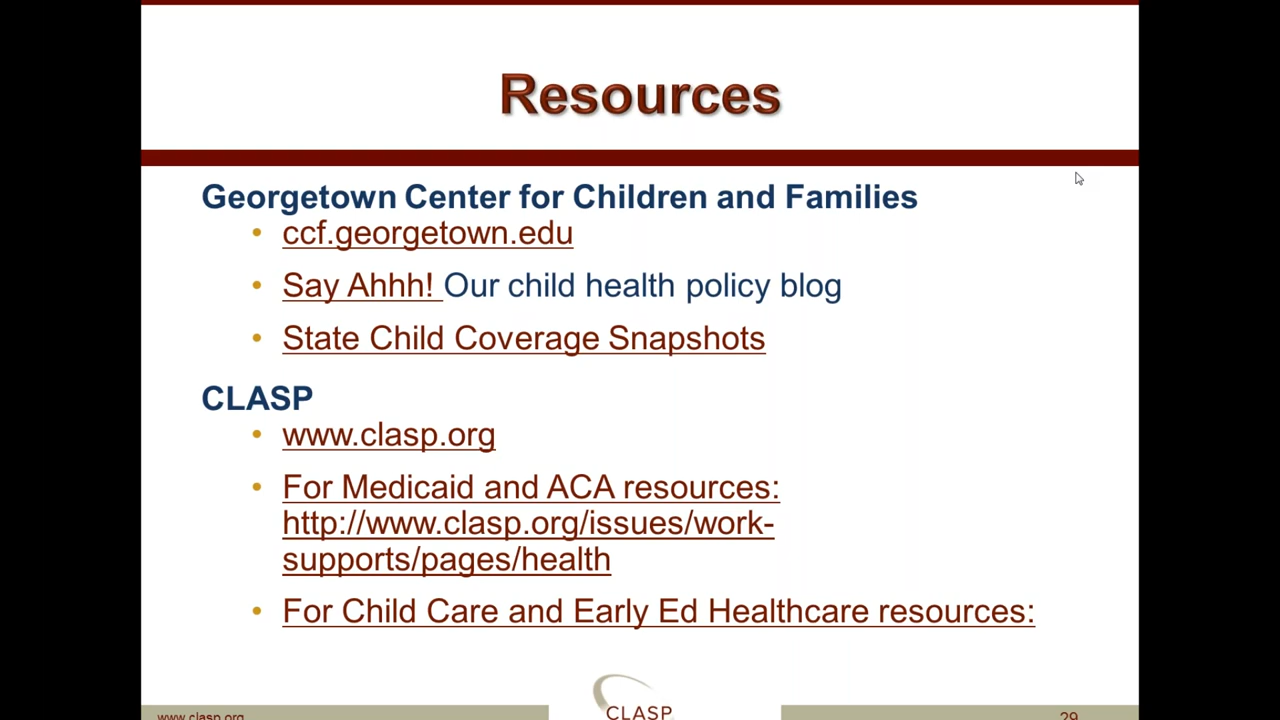 Resources
Georgetown Center for Children and Families
• ccf.georgetown.edu
• Say Ahhh! Our child health policy blog
• State Child Coverage Snapshots
CLASP
• www.clasp.org
• For Medicaid and ACA resources:
http://www.clasp.org/issues/work-
supports/pages/health
• For Child Care and Early Ed Healthcare resources:
www.clasp.org
CLASP
29